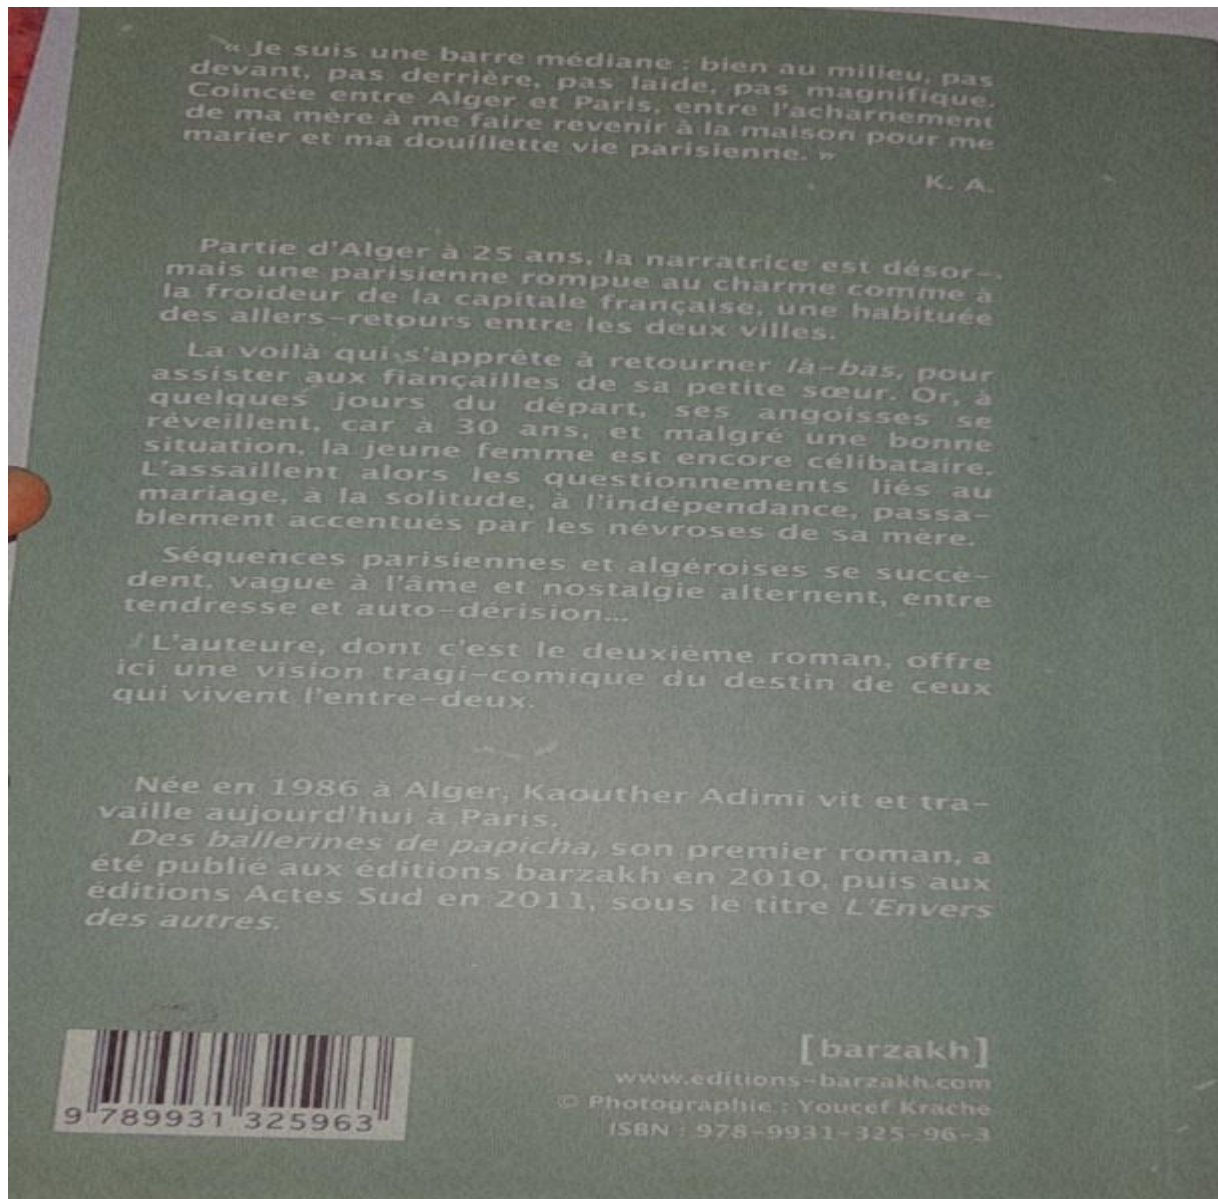 « Je suis une barre médiane : bien au milieu, pas
devant, pas derrière, pas laide, pas magnifique.
Coincée entre Alger et Paris, entre l'acharnement
de ma mère à me faire revenir à la maison pour me
marier et ma douillette vie parisienne. »
K. A.
Partie d'Alger à 25 ans, la narratrice est désor-
mais une parisienne rompue au charme comme à
la froideur de la capitale française, une habituée
des allers-retours entre les deux villes.
La voilà qui s'apprête à retourner là-bas, pour
assister aux fiançailles de sa petite sœur. Or, à
quelques jours du départ, ses angoisses se
réveillent, car à 30 ans, et malgré une bonne
situation, la jeune femme est encore célibataire.
L'assaillent alors les questionnements liés au
mariage, à la solitude, à l'indépendance, passa-
blement accentués par les névroses de sa mère.
Séquences parisiennes et algéroises se succè-
dent, vague à l'âme et nostalgie alternent, entre
tendresse et auto-dérision...
L'auteure, dont c'est le deuxième roman, offre
ici une vision tragi-comique du destin de ceux
qui vivent l'entre-deux.
Née en 1986 à Alger, Kaouther Adimi vit et tra-
vaille aujourd'hui à Paris.
Des ballerines de papicha, son premier roman, a
été publié aux éditions barzakh en 2010, puis aux
éditions Actes Sud en 2011, sous le titre L'Envers
des autres.
[barzakh]
www.editions-barzakh.com
© Photographie : Youcef Krache
ISBN : 978-9931-325-96-3
9 789931 325963